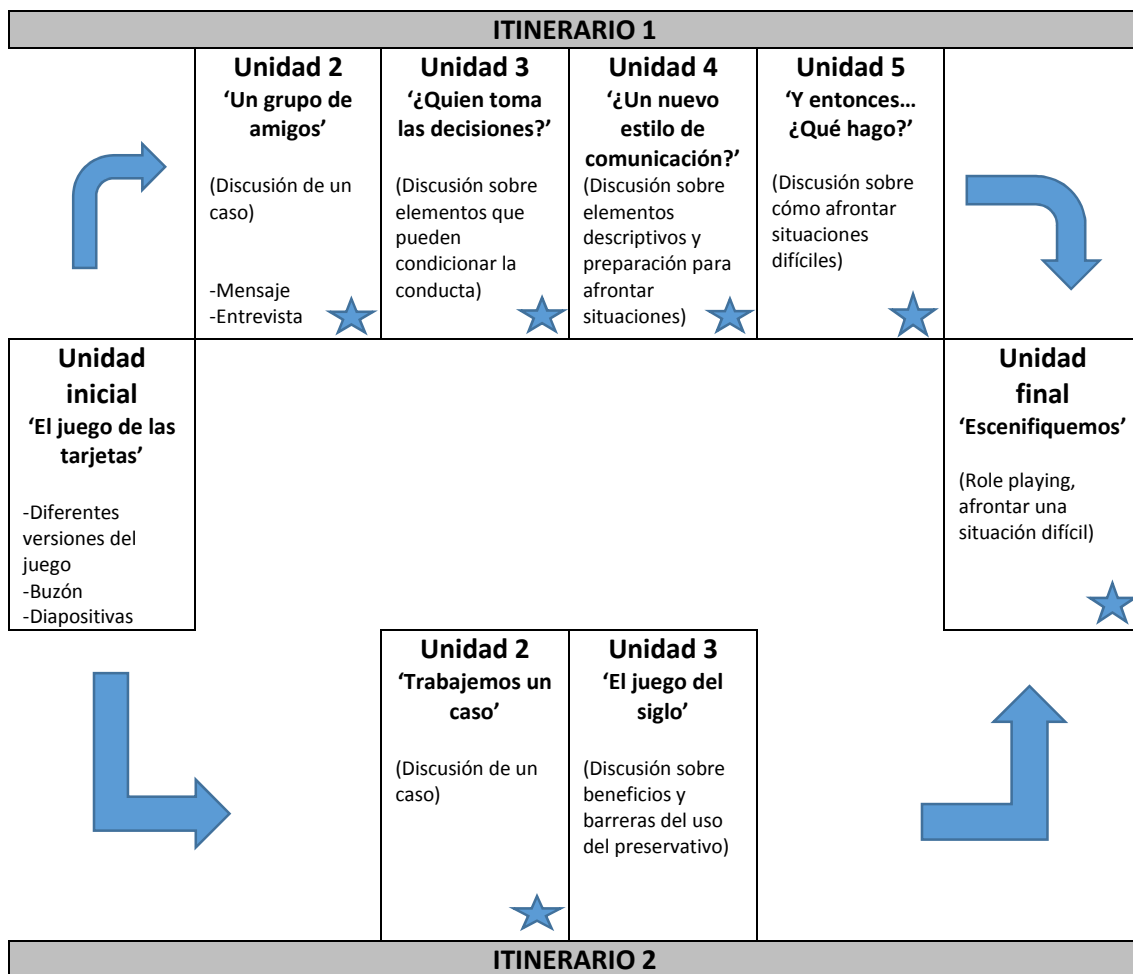 ITINERARIO 1
Unidad 2
‘Un grupo de
amigos’
(Discusión de un
caso)
-Mensaje
-Entrevista
Unidad 3
‘¿Quien toma
las decisiones?’
(Discusión sobre
elementos que
pueden
condicionar la
conducta)
Unidad 4
‘¿Un nuevo
estilo de
comunicación?’
(Discusión sobre
elementos
descriptivos y
preparación para
afrontar
situaciones)
Unidad 5
‘Y entonces…
¿Qué hago?’
(Discusión sobre
cómo afrontar
situaciones
difíciles)
Unidad
inicial
‘El juego de las
tarjetas’
-Diferentes
versiones del
juego
-Buzón
-Diapositivas
Unidad
final
‘Escenifiquemos’
(Role playing,
afrontar una
situación difícil)
Unidad 2
‘Trabajemos un
caso’
(Discusión de un
caso)
Unidad 3
‘El juego del
siglo’
(Discusión sobre
beneficios y
barreras del uso
del preservativo)
ITINERARIO 2